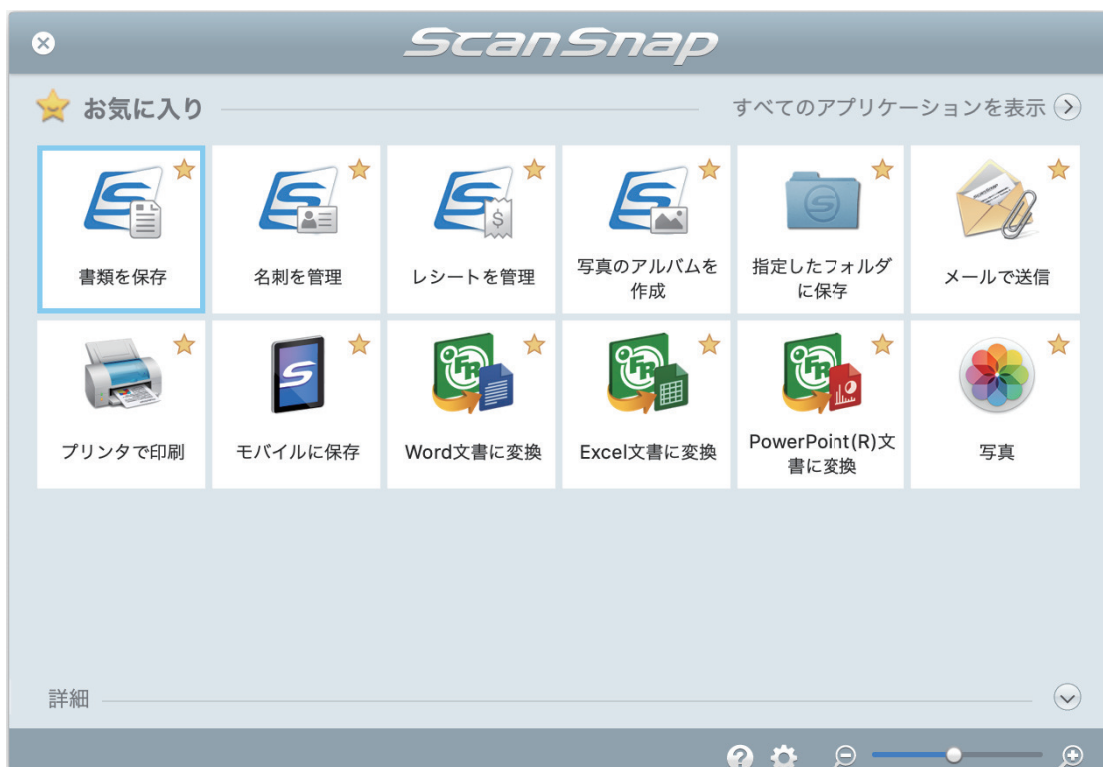 ScanSnap
お気に入り
すべてのアプリケーションを表示
書類を保存
名刺を管理
レシートを管理
写真のアルバムを
作成
指定したフォルダ
に保存
メールで送信
プリンタで印刷
モバイルに保存
Word文書に変換
Excel文書に変換
PowerPoint(R)文
書に変換
写真
詳細